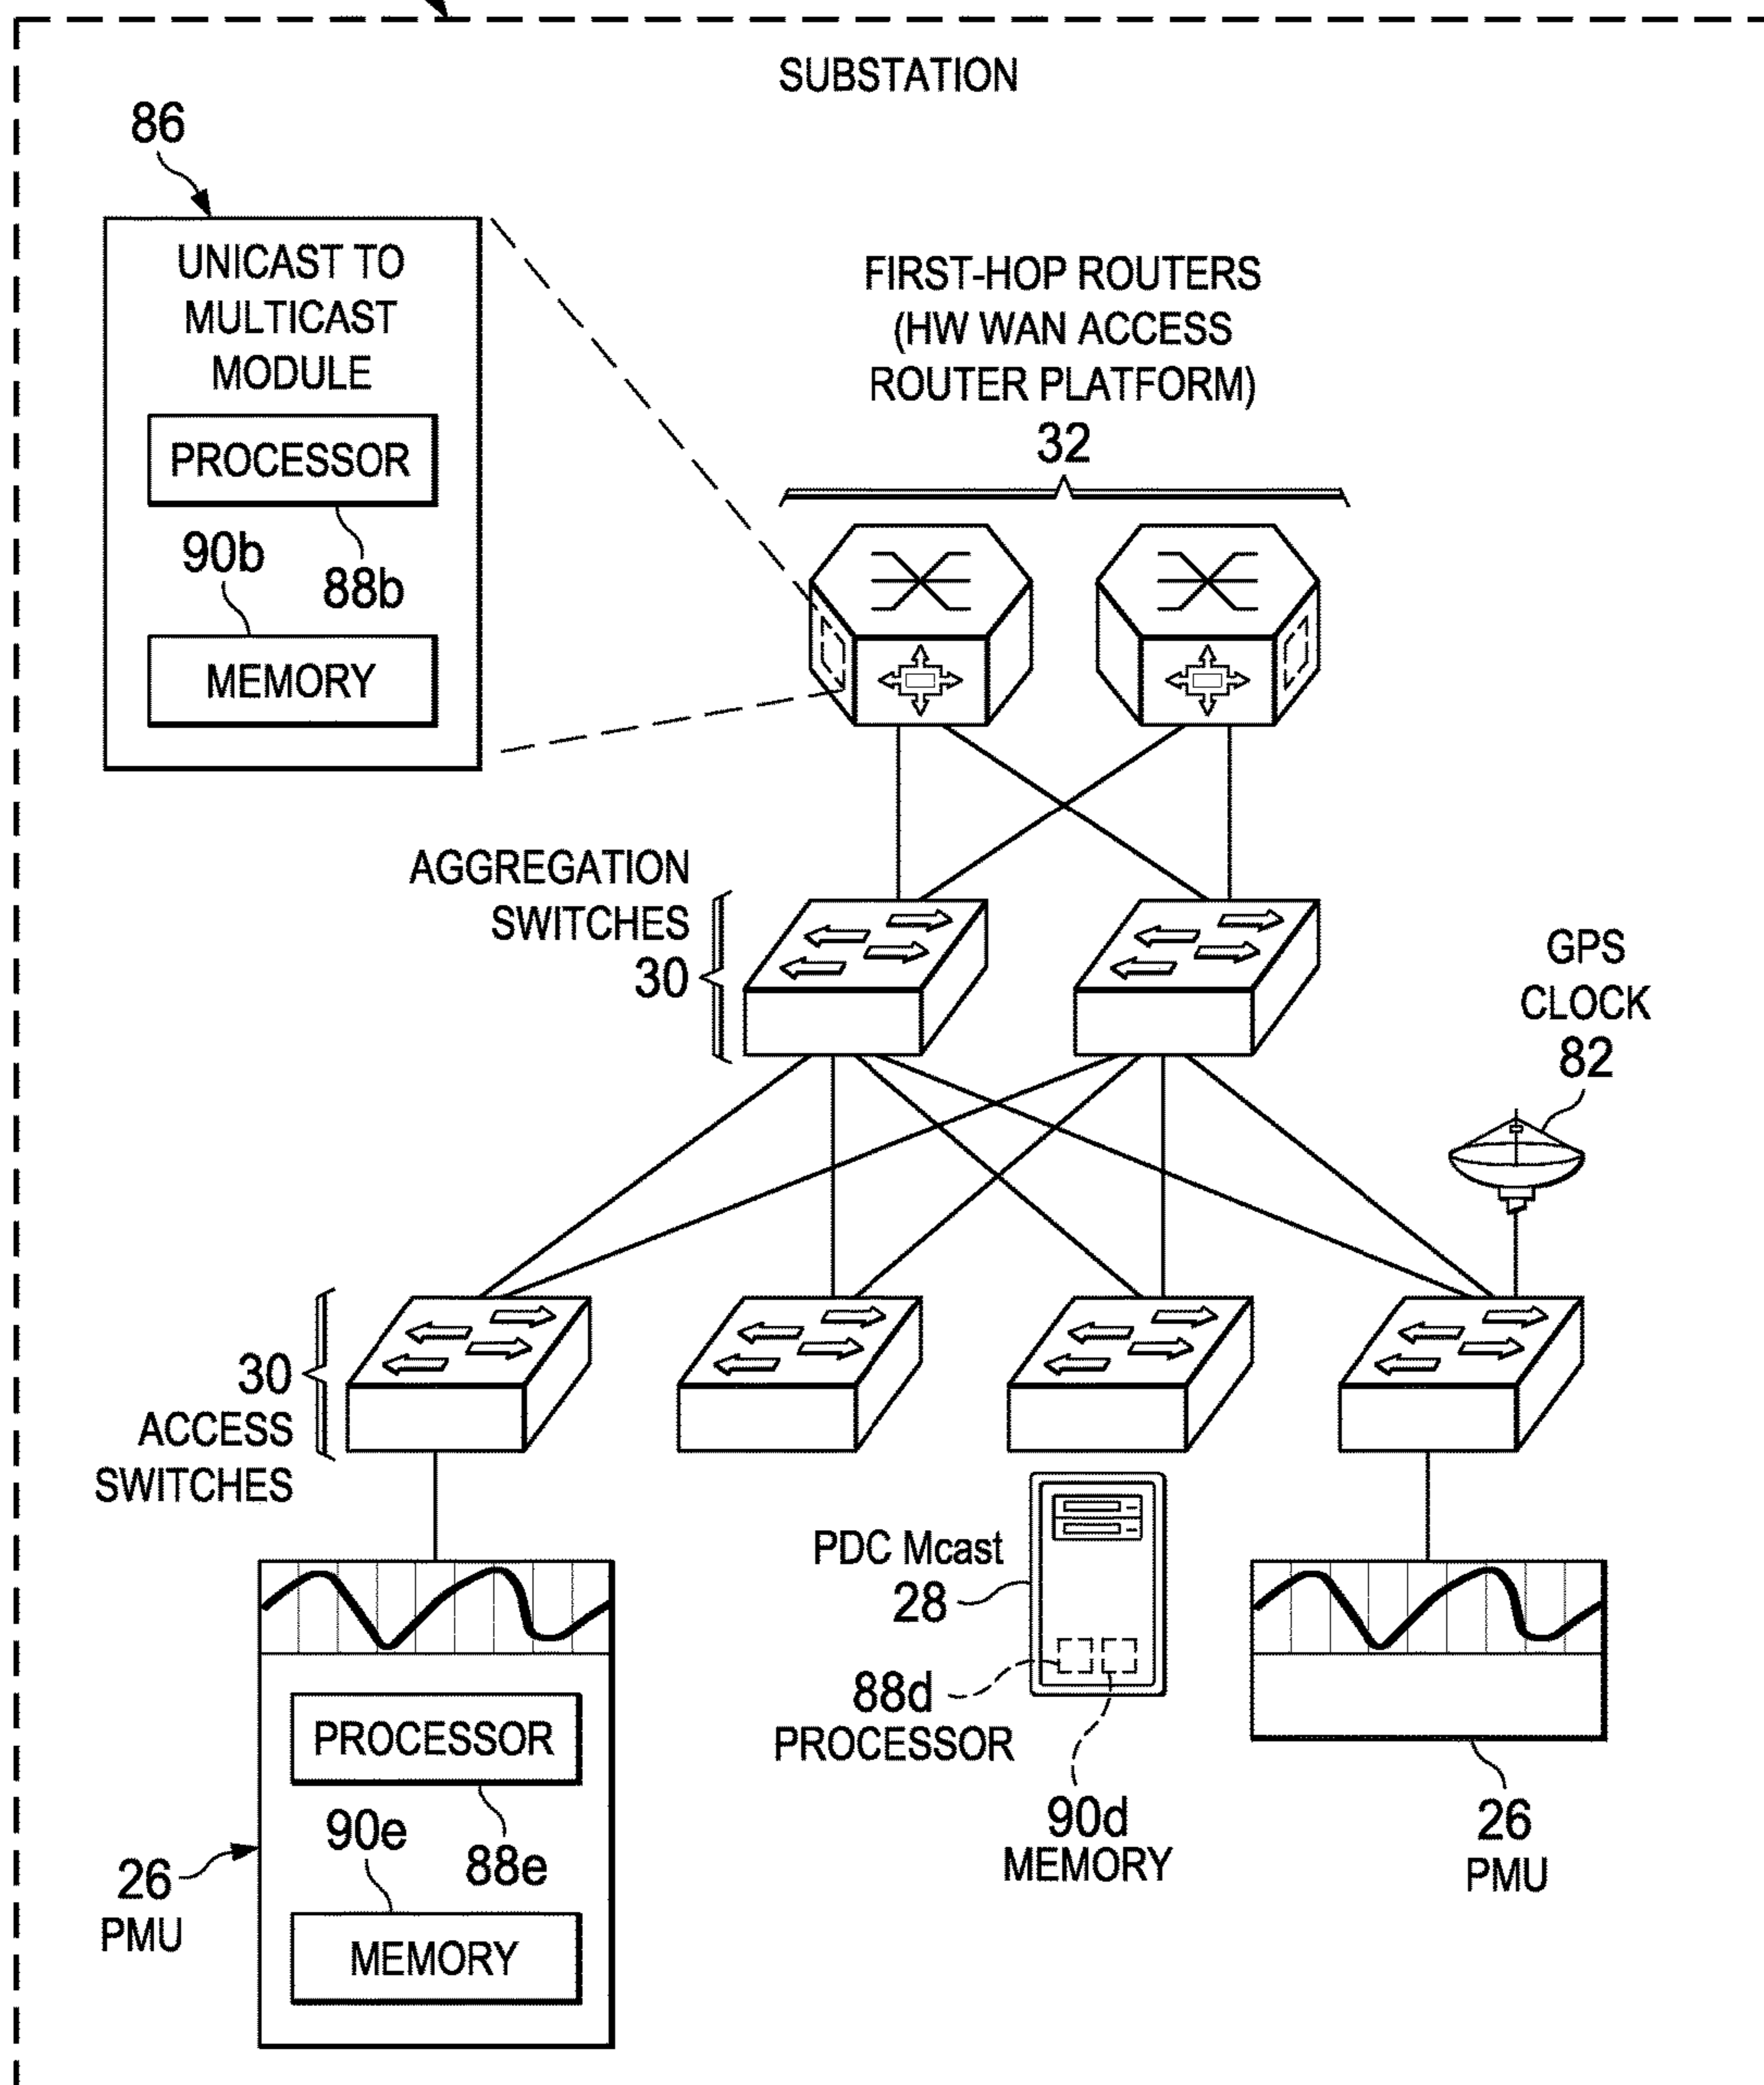 SUBSTATION
86
UNICAST TO
MULTICAST
MODULE
PROCESSOR
90b
88b
MEMORY
FIRST-HOP ROUTERS
(HW WAN ACCESS
ROUTER PLATFORM)
32
AGGREGATION
SWITCHES
30
GPS
CLOCK
82
30
ACCESS
SWITCHES
PDC Mcast
28
88d
PROCESSOR
90d
MEMORY
PROCESSOR
90e
88e
MEMORY
26
PMU
26
PMU